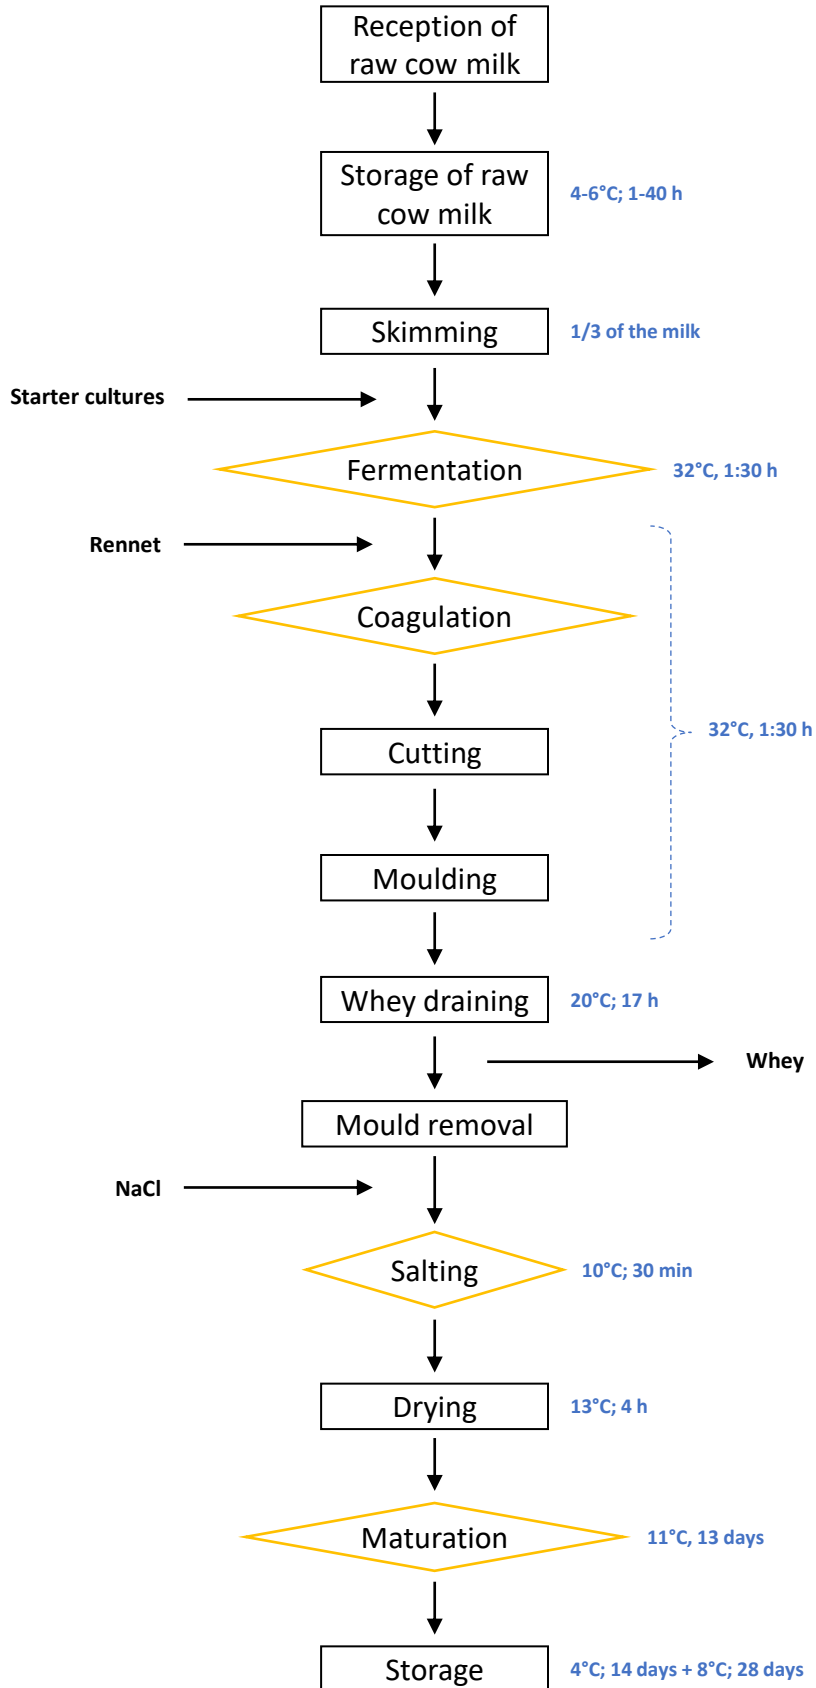 Reception of
raw cow milk
Storage of raw
cow milk
4-6°C; 1-40 h
Skimming
1/3 of the milk
Starter cultures
Fermentation
32°C, 1:30 h
Rennet
Coagulation
Cutting
32°C, 1:30 h
Moulding
Whey draining
20°C; 17 h
Whey
Mould removal
NaCl
Salting
10°C; 30 min
Drying
13°C; 4 h
Maturation
11°C, 13 days
Storage
4°C; 14 days + 8°C; 28 days